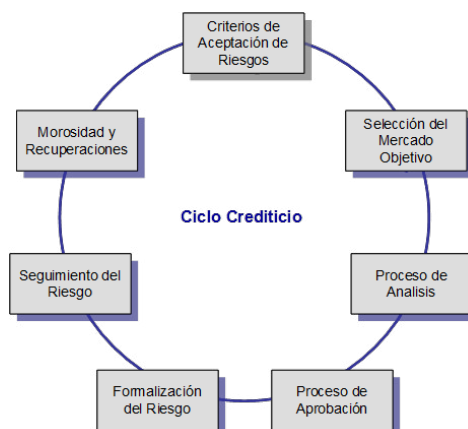 Criterios de
Aceptación de
Riesgos
Selección del
Mercado
Objetivo
Proceso de
Analisis
Proceso de
Aprobación
Formalización
del Riesgo
Seguimiento del
Riesgo
Morosidad y
Recuperaciones
Ciclo Crediticio